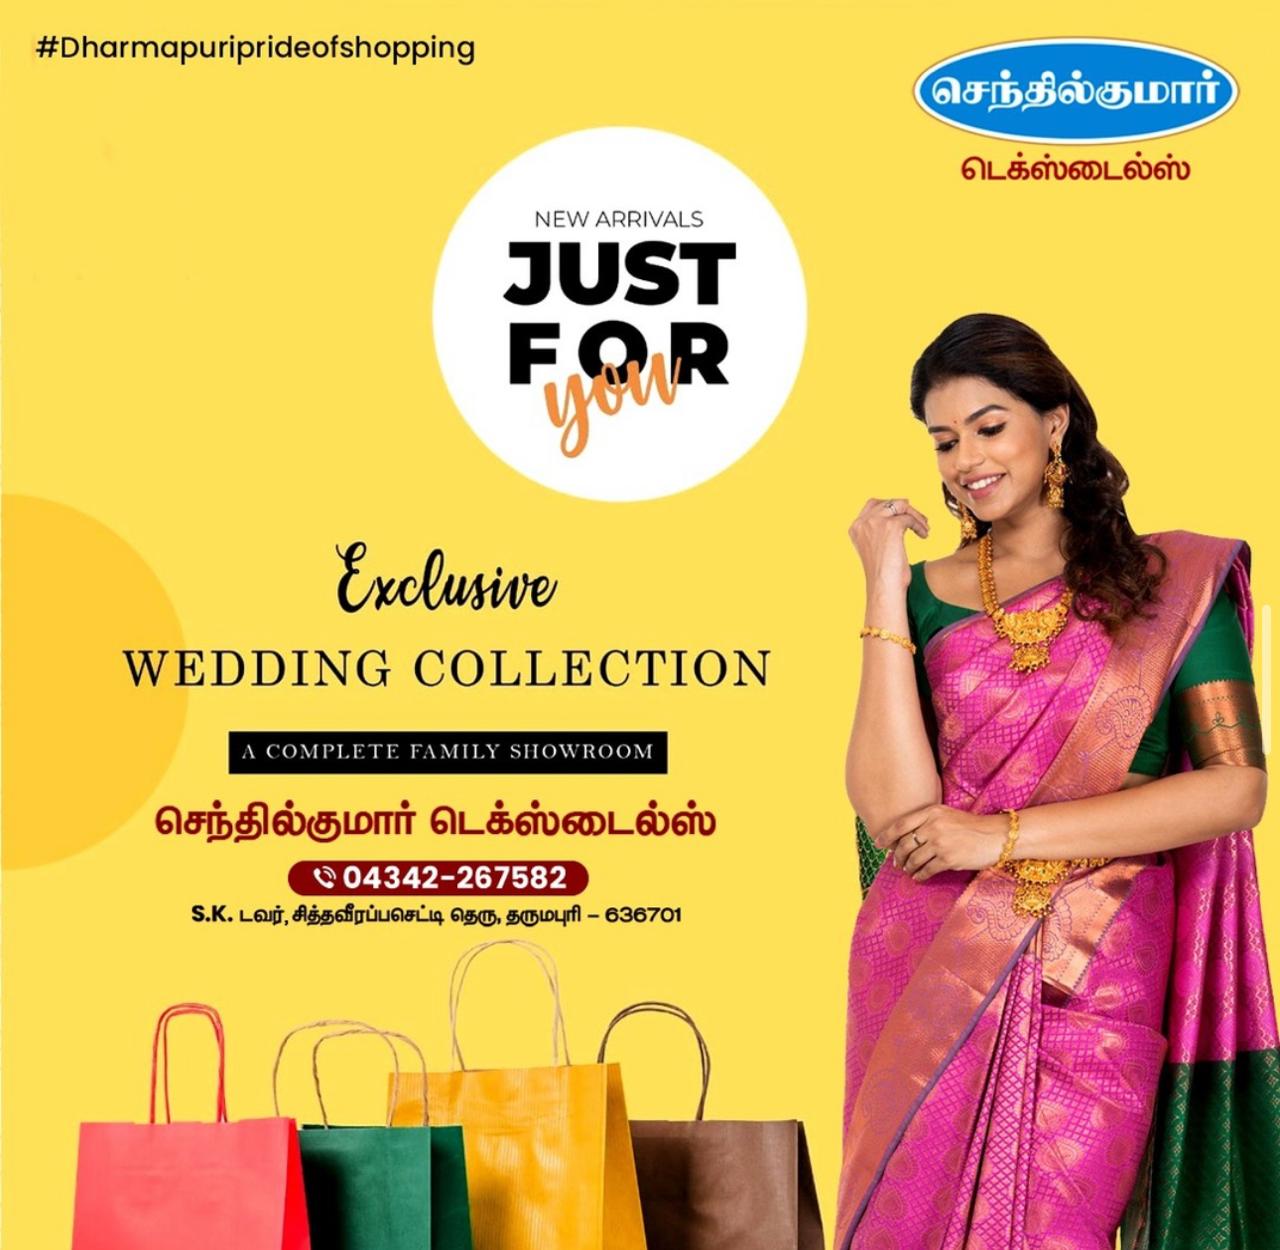 #Dharmapuriprideofshopping
செந்தில்குமார்
டெக்ஸ்டைல்ஸ்
NEW ARRIVALS
JUST
FOR
you
Exclusive
WEDDING COLLECTION
A COMPLETE FAMILY SHOWROOM
செந்தில்குமார் டெக்ஸ்டைல்ஸ்
04342-267582
S.K. டவர், சித்தவீரப்பசெட்டி தெரு, தருமபுரி – 636701